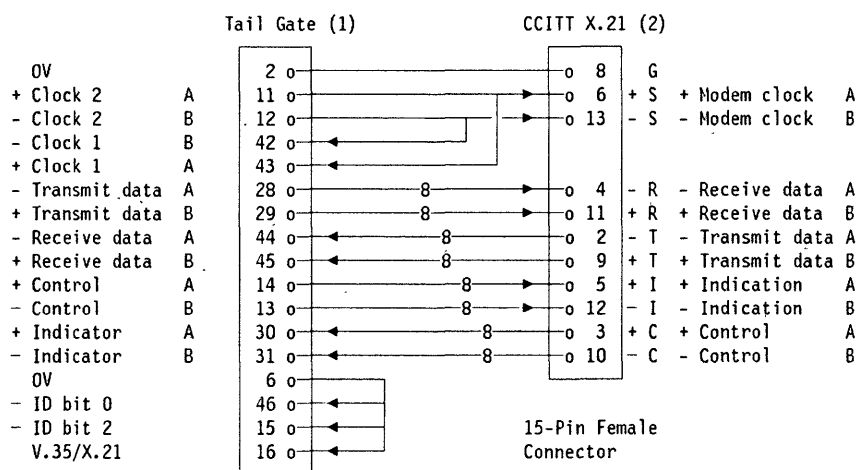 Tail Gate (1) CCITT X.21 (2)
0V 2 o o 8 G
+ Clock 2 A 11 o o 6 + S + Modem clock A
- Clock 2 B 12 o o 13 - S - Modem clock B
- Clock 1 B 42 o
+ Clock 1 A 43 o
- Transmit data A 28 o 8 o 4 - R - Receive data A
+ Transmit data B 29 o 8 o 11 + R + Receive data B
- Receive data A 44 o 8 o 2 - T - Transmit data A
+ Receive data B 45 o 8 o 9 + T + Transmit data B
+ Control A 14 o 8 o 5 + I + Indication A
- Control B 13 o 8 o 12 - I - Indication B
+ Indicator A 30 o 8 o 3 + C + Control A
- Indicator B 31 o 8 o 10 - C - Control B
0V 6 o
- ID bit 0 46 o
- ID bit 2 15 o 15-Pin Female
V.35/X.21 16 o Connector